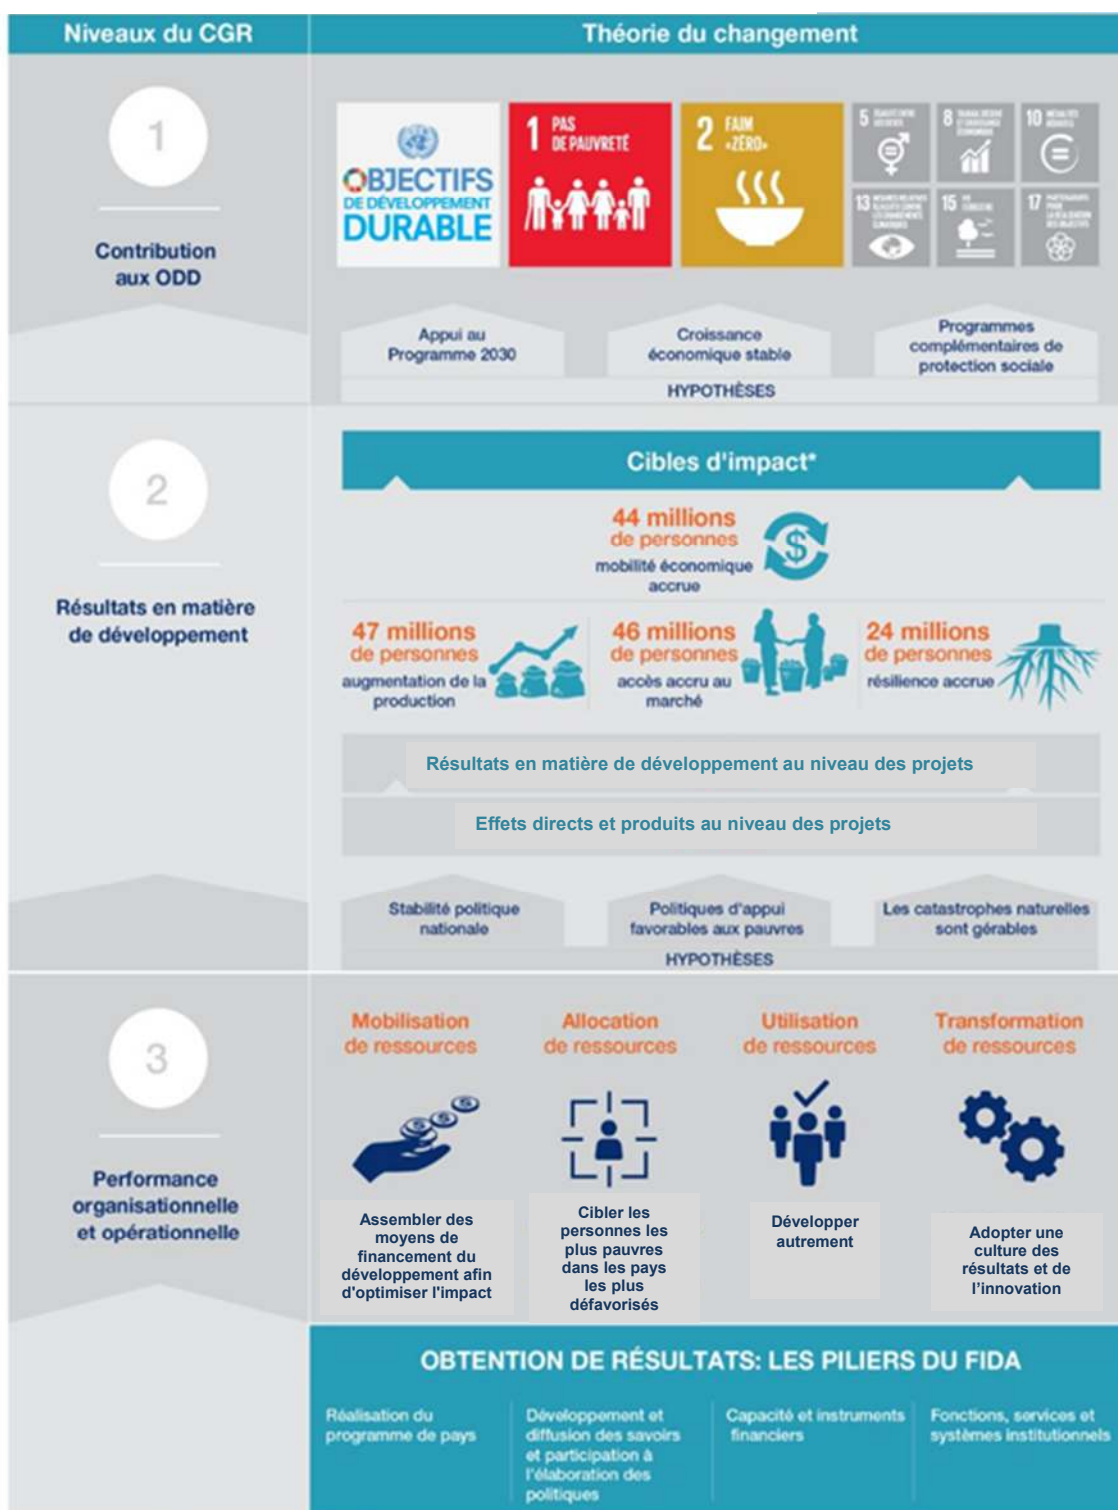 Niveaux du CGR
Théorie du changement
1
Contribution
aux ODD
OBJECTIFS
DE DÉVELOPPEMENT
DURABLE
1 PAS
DE PAUVRETÉ
2 FAIM
«ZÉRO»
5
8
10
13
15
17
Appui au
Programme 2030
Croissance
économique stable
Programmes
complémentaires de
protection sociale
HYPOTHÈSES
2
Résultats en matière
de développement
Cibles d'impact*
44 millions
de personnes
mobilité économique
accrue
47 millions
de personnes
augmentation de la
production
46 millions
de personnes
accès accru au
marché
24 millions
de personnes
résilience accrue
Résultats en matière de développement au niveau des projets
Effets directs et produits au niveau des projets
Stabilité politique
nationale
Politiques d'appui
favorables aux pauvres
Les catastrophes naturelles
sont gérables
HYPOTHÈSES
3
Performance
organisationnelle
et opérationnelle
Mobilisation
de ressources
Assembler des
moyens de
financement du
développement afin
d'optimiser l'impact
Allocation
de ressources
Cibler les
personnes les
plus pauvres
dans les pays
les plus
défavorisés
Utilisation
de ressources
Développer
autrement
Transformation
de ressources
Adopter une
culture des
résultats et de
l'innovation
OBTENTION DE RÉSULTATS: LES PILIERS DU FIDA
Réalisation du
programme de pays
Développement et
diffusion des savoirs
et participation à
l'élaboration des
politiques
Capacité et instruments
financiers
Fonctions, services et
systèmes institutionnels